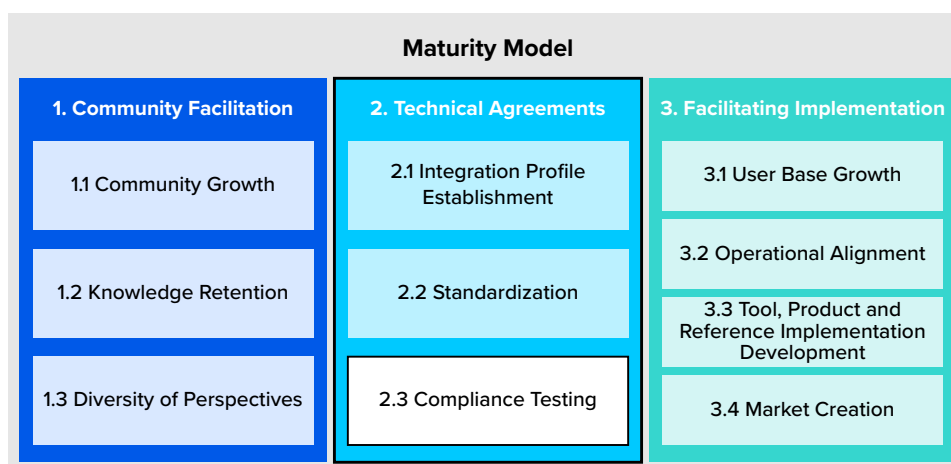 Maturity Model
1. Community Facilitation
1.1 Community Growth
1.2 Knowledge Retention
1.3 Diversity of Perspectives
2. Technical Agreements
2.1 Integration Profile
Establishment
2.2 Standardization
2.3 Compliance Testing
3. Facilitating Implementation
3.1 User Base Growth
3.2 Operational Alignment
3.3 Tool, Product and
Reference Implementation
Development
3.4 Market Creation